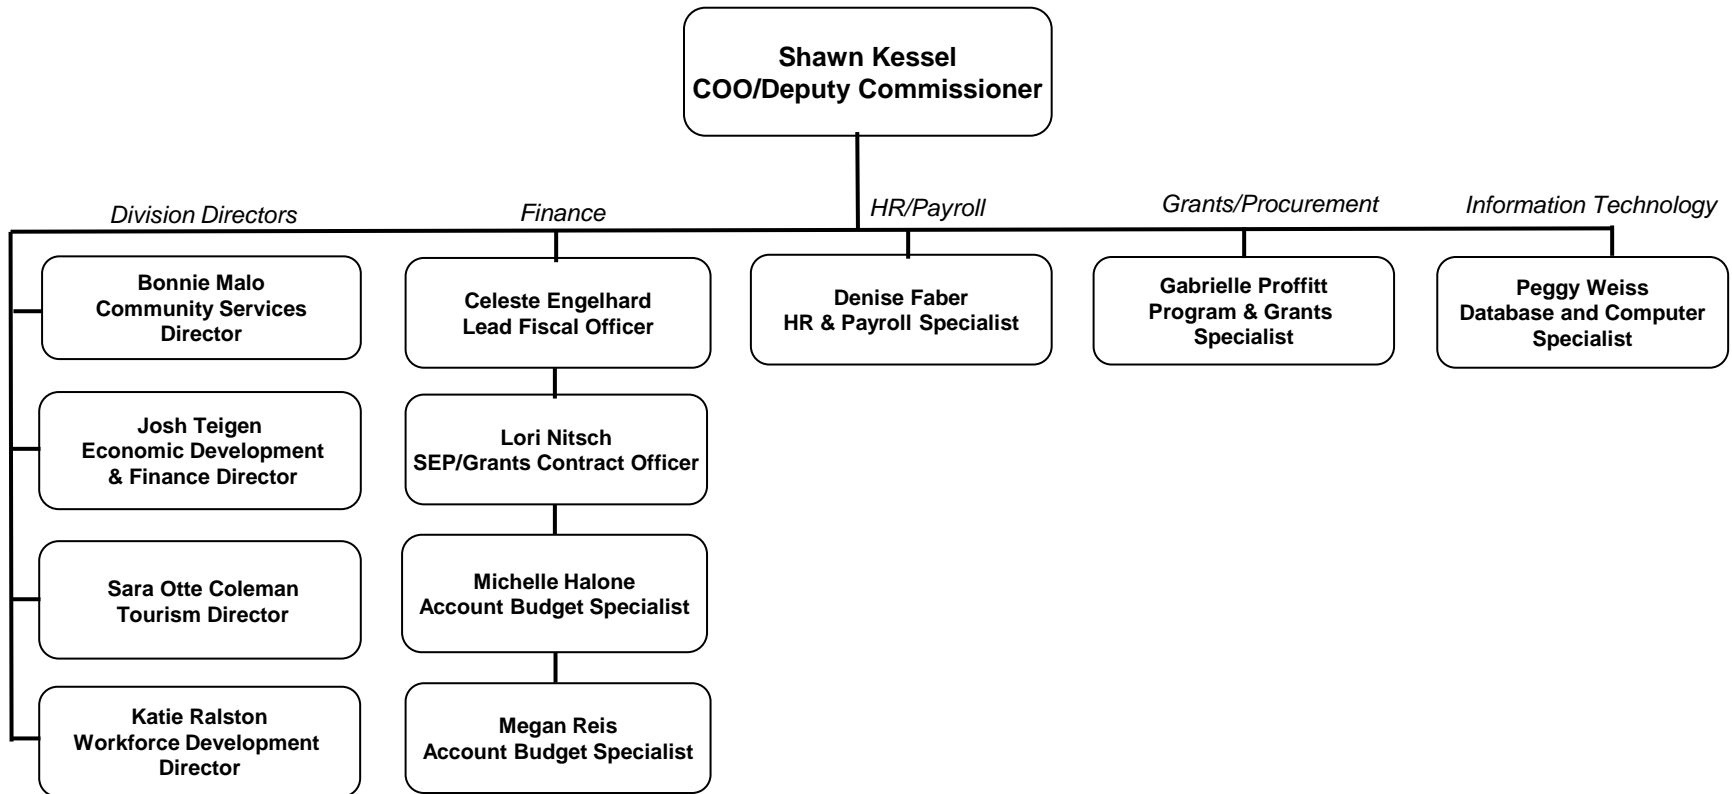 Shawn Kessel
COO/Deputy Commissioner
Division Directors
Finance
HR/Payroll
Grants/Procurement
Information Technology
Bonnie Malo
Community Services
Director
Josh Teigen
Economic Development
& Finance Director
Sara Otte Coleman
Tourism Director
Katie Ralston
Workforce Development
Director
Celeste Engelhard
Lead Fiscal Officer
Lori Nitsch
SEP/Grants Contract Officer
Michelle Halone
Account Budget Specialist
Megan Reis
Account Budget Specialist
Denise Faber
HR & Payroll Specialist
Gabrielle Proffitt
Program & Grants
Specialist
Peggy Weiss
Database and Computer
Specialist